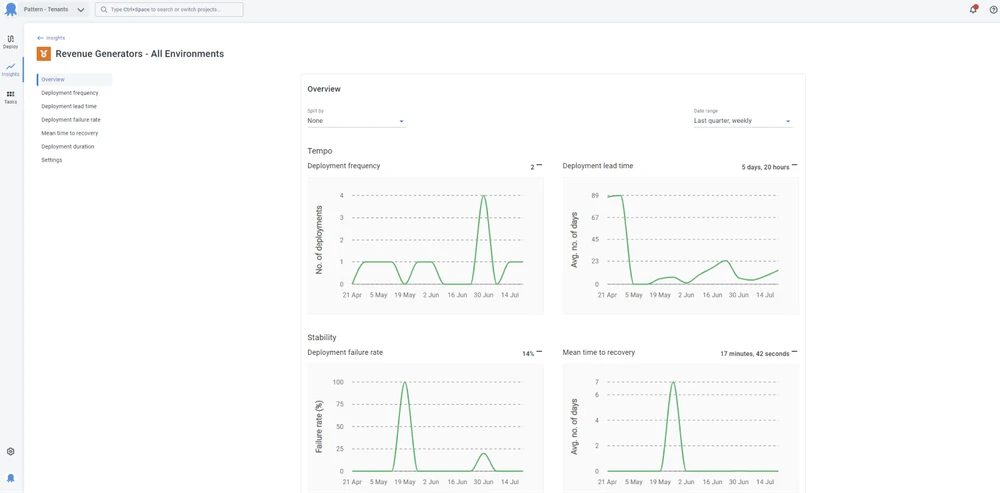 Pattern - Tenants
Type Ctrl+Space to search or switch projects...
Deploy
Insights
Tasks
Insights
Revenue Generators - All Environments
Overview
Deployment frequency
Deployment lead time
Deployment failure rate
Mean time to recovery
Deployment duration
Settings
Overview
Split by
None
Date range
Last quarter, weekly
Tempo
Deployment frequency
2
No. of deployments
4
3
2
1
0
21 Apr 5 May 19 May 2 Jun 16 Jun 30 Jun 14 Jul
Deployment lead time
5 days, 20 hours
Avg. no. of days
89
67
45
23
0
21 Apr 5 May 19 May 2 Jun 16 Jun 30 Jun 14 Jul
Stability
Deployment failure rate
14%
Failure rate (%)
100
75
50
25
0
21 Apr 5 May 19 May 2 Jun 16 Jun 30 Jun 14 Jul
Mean time to recovery
17 minutes, 42 seconds
Avg. no. of days
7
6
4
2
0
21 Apr 5 May 19 May 2 Jun 16 Jun 30 Jun 14 Jul